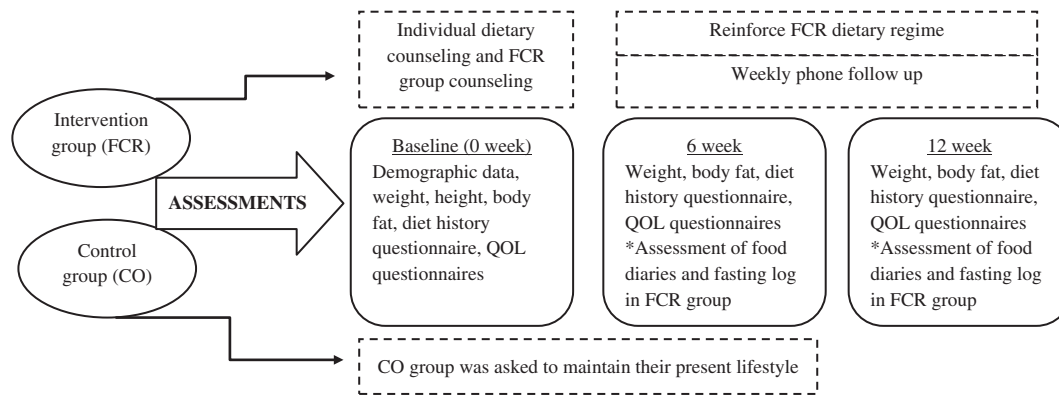 Individual dietary
counseling and FCR
group counseling
Reinforce FCR dietary regime
Weekly phone follow up
Intervention
group (FCR)
ASSESSMENTS
Control
group (CO)
Baseline (0 week)
Demographic data,
weight, height, body
fat, diet history
questionnaire, QOL
questionnaires
6 week
Weight, body fat, diet
history questionnaire,
QOL questionnaires
*Assessment of food
diaries and fasting log
in FCR group
12 week
Weight, body fat, diet
history questionnaire,
QOL questionnaires
*Assessment of food
diaries and fasting log
in FCR group
CO group was asked to maintain their present lifestyle